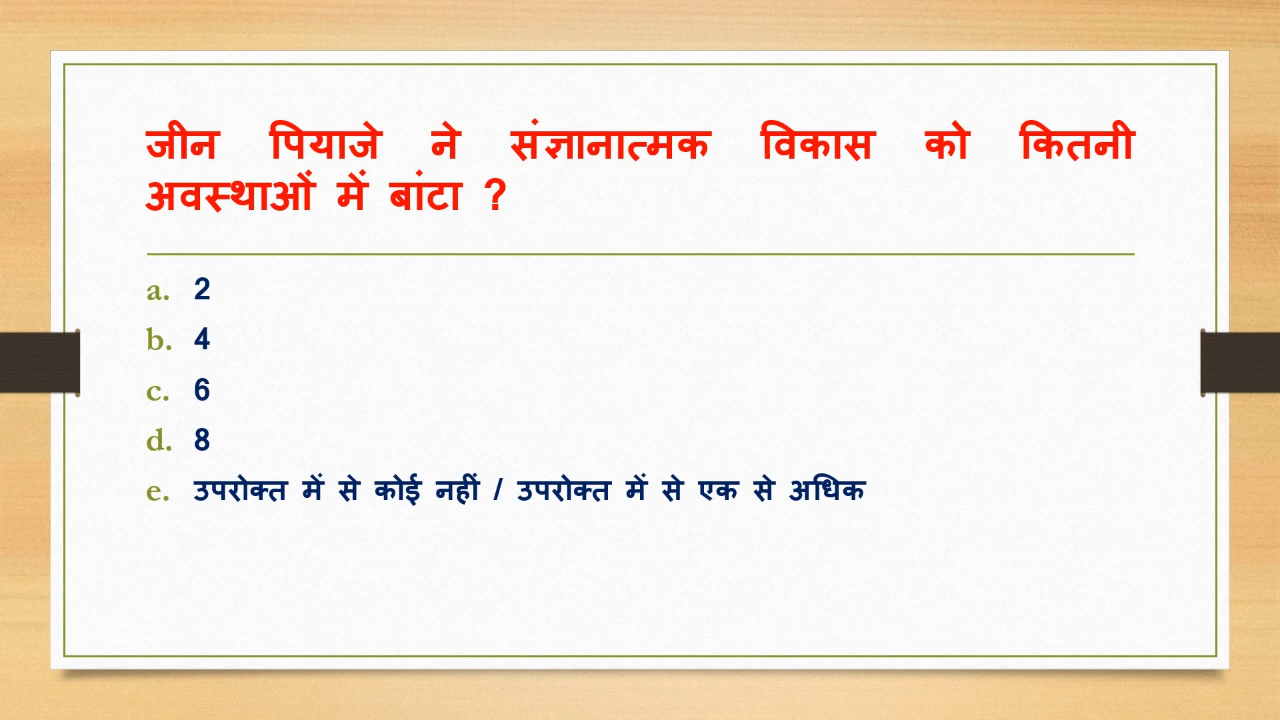 जीन पियाजे ने संज्ञानात्मक विकास को कितनी
अवस्थाओं में बांटा ?
a. 2
b. 4
c. 6
d. 8
e. उपरोक्त में से कोई नहीं / उपरोक्त में से एक से अधिक